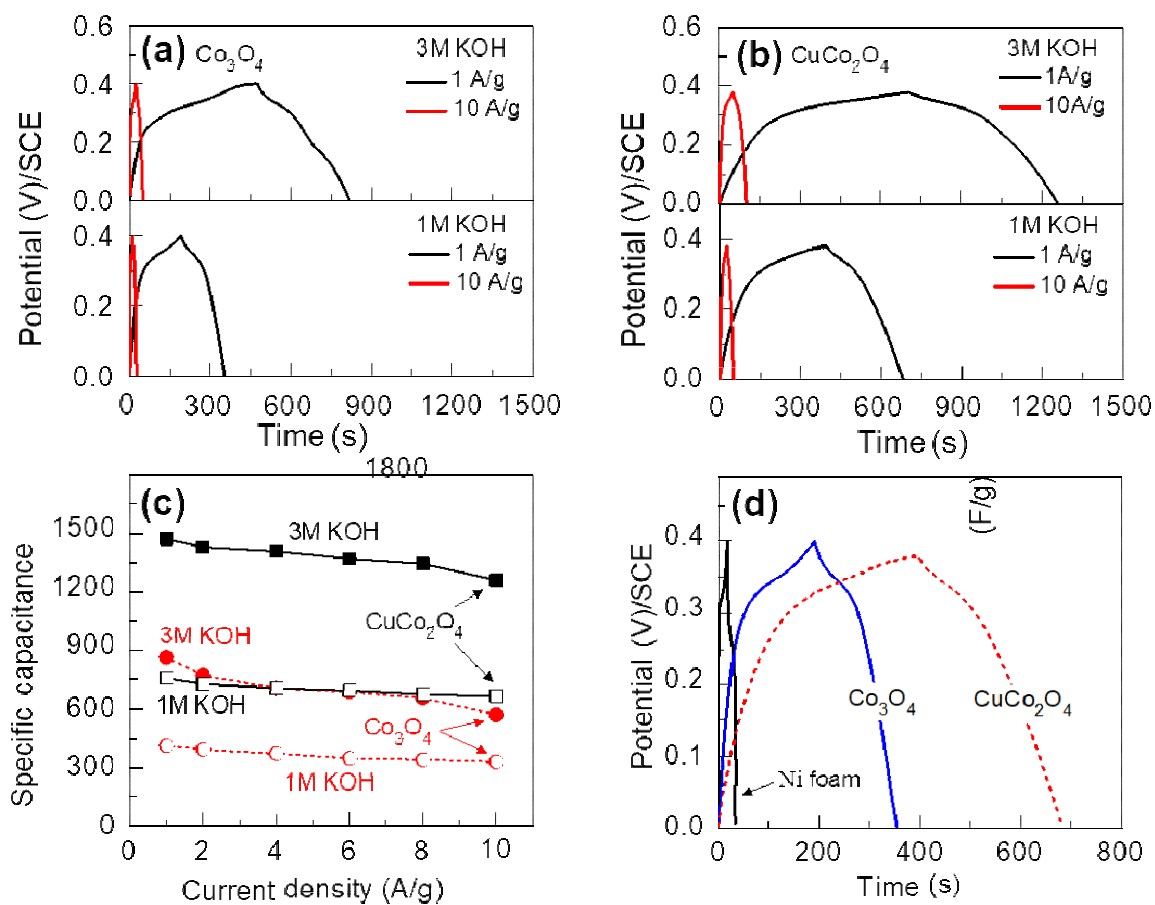 (a) Co₃O₄
3M KOH
1 A/g
10 A/g
0.6
0.4
0.2
0.0
1M KOH
1 A/g
10 A/g
0.4
0.2
0.0
Potential (V)/SCE
0 300 600 900 1200 1500
Time (s)
(b) CuCo₂O₄
3M KOH
1A/g
10A/g
0.6
0.4
0.2
0.0
1M KOH
1 A/g
10 A/g
0.4
0.2
0.0
Potential (V)/SCE
0 300 600 900 1200 1500
Time (s)
1800
(c)
3M KOH
CuCo₂O₄
3M KOH
1M KOH
Co₃O₄
1M KOH
1500
1200
900
600
300
0
Specific capacitance
0 2 4 6 8 10
Current density (A/g)
(d)
(F/g)
0.4
0.3
0.2
0.1
0.0
Potential (V)/SCE
Co₃O₄
CuCo₂O₄
Ni foam
0 200 400 600 800
Time (s)